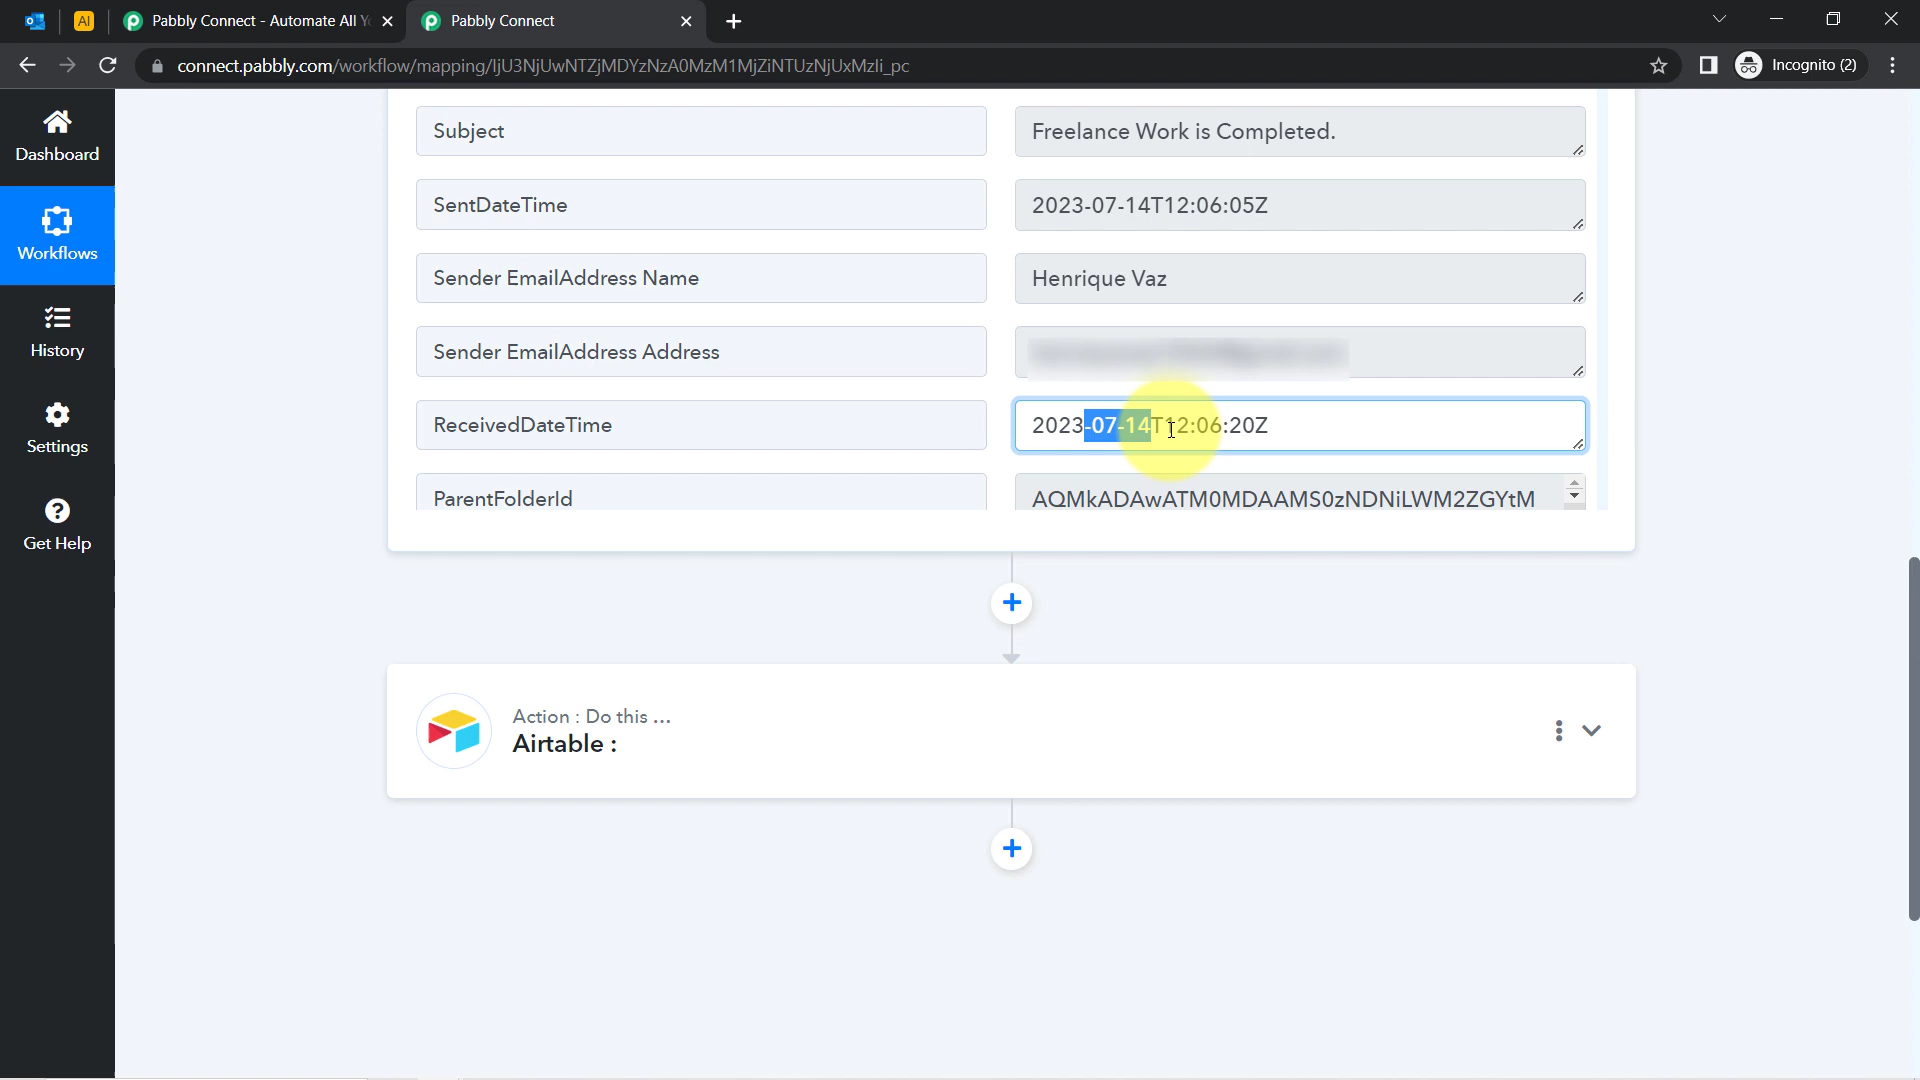 AI
Pabbly Connect - Automate All Y
Pabbly Connect
connect.pabbly.com/workflow/mapping/IjU3NjUwNTZjMDYzNzA0MzM1MjZiNTUzNjUxMzIi_pc
Incognito (2)
Dashboard
Workflows
History
Settings
Get Help
Subject
Freelance Work is Completed.
SentDateTime
2023-07-14T12:06:05Z
Sender EmailAddress Name
Henrique Vaz
Sender EmailAddress Address
ReceivedDateTime
2023-07-14T12:06:20Z
ParentFolderId
AQMkADAwATM0MDAAMS0zNDNiLWM2ZGYtM
Action : Do this ...
Airtable :